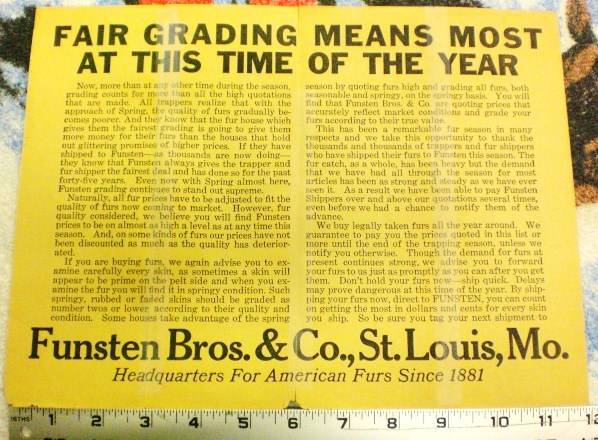 FAIR GRADING MEANS MOST
AT THIS TIME OF THE YEAR
Now, more than at any other time during the season,
grading counts for more than all the high quotations
that are made. All trappers realize that with the
approach of Spring, the quality of furs gradually be-
comes poorer. And they know that the fur house which
gives them the fairest grading is going to give them
more money for their furs than the houses that hold
out glittering promises of higher prices. If they have
shipped to Funsten—as thousands are now doing—
they know that Funsten always gives the trapper and
fur shipper the fairest deal and has done so for the past
forty-five years. Even now with Spring almost here,
Funsten grading continues to stand out supreme.
Naturally, all fur prices have to be adjusted to fit the
quality of furs now coming to market. However, fur
quality considered, we believe you will find Funsten
prices to be on almost as high a level as at any time this
season. And, on some kinds of furs our prices have not
been discounted as much as the quality has deterior-
ated.
If you are buying furs, we again advise you to ex-
amine carefully every skin, as sometimes a skin will
appear to be prime on the pelt side and when you ex-
amine the fur you will find it in springy condition. Such
springy, rubbed or faded skins should be graded as
number twos or lower according to their quality and
condition. Some houses take advantage of the spring
season by quoting furs high and grading all furs, both
seasonable and springy, on the springy basis. You will
find that Funsten Bros. & Co. are quoting prices that
accurately reflect market conditions and grade your
furs according to their true value.
This has been a remarkable fur season in many
respects and we take this opportunity to thank the
thousands and thousands of trappers and fur shippers
who have shipped their furs to Funsten this season. The
fur catch, as a whole, has been heavy but the demand
that we have had all through the season for most
articles has been as strong and steady as we have ever
seen it. As a result we have been able to pay Funsten
Shippers over and above our quotations several times,
even before we had a chance to notify them of the
advance.
We buy legally taken furs all the year around. We
guarantee to pay you the prices quoted in this list or
more until the end of the trapping season, unless we
notify you otherwise. Though the demand for furs at
present continues strong, we advise you to forward
your furs to us just as promptly as you can after you get
them. Don't hold your furs now—ship quick. Delays
may prove dangerous at this time of the year. By ship-
ping your furs now, direct to FUNSTEN, you can count
on getting the most in dollars and cents for every skin
you ship. So be sure you tag your next shipment to
Funsten Bros. & Co., St. Louis, Mo.
Headquarters For American Furs Since 1881
16THS 1 2 3 4 5 6 7 8 9 10 11 12